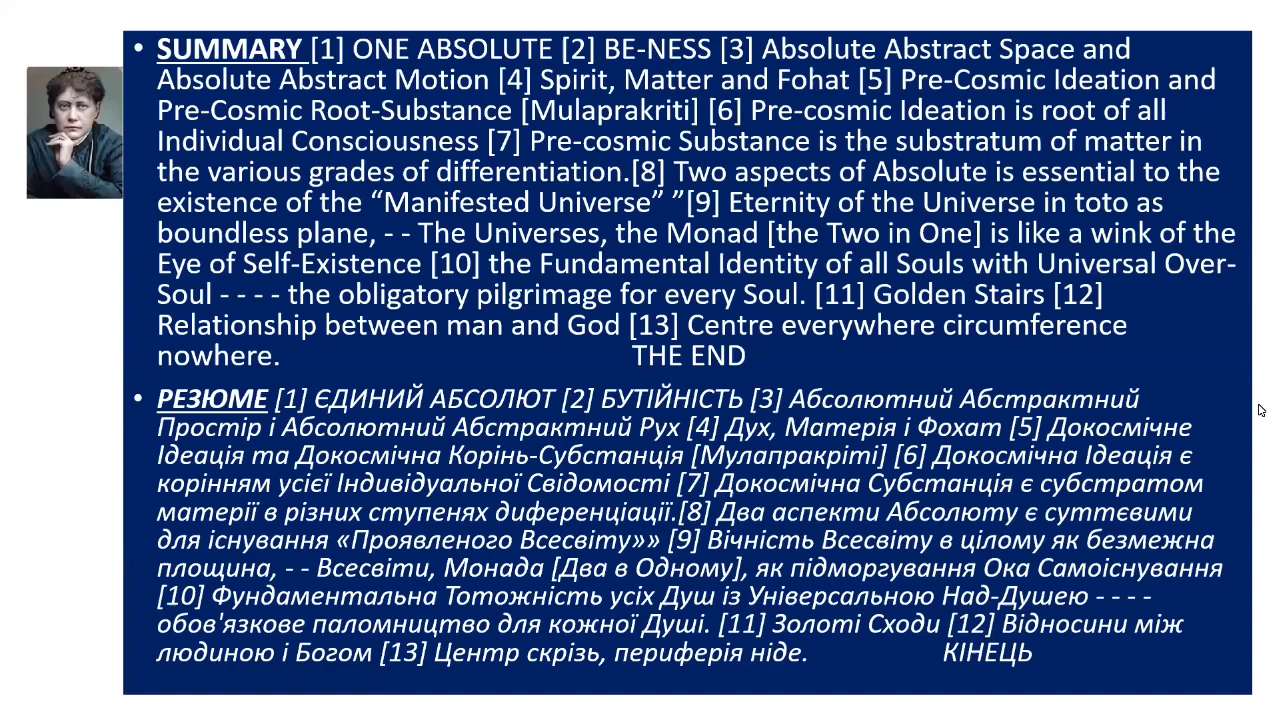 • SUMMARY [1] ONE ABSOLUTE [2] BE-NESS [3] Absolute Abstract Space and
Absolute Abstract Motion [4] Spirit, Matter and Fohat [5] Pre-Cosmic Ideation and
Pre-Cosmic Root-Substance [Mulaprakriti] [6] Pre-cosmic Ideation is root of all
Individual Consciousness [7] Pre-cosmic Substance is the substratum of matter in
the various grades of differentiation.[8] Two aspects of Absolute is essential to the
existence of the “Manifested Universe” ”[9] Eternity of the Universe in toto as
boundless plane, - - The Universes, the Monad [the Two in One] is like a wink of the
Eye of Self-Existence [10] the Fundamental Identity of all Souls with Universal Over-
Soul - - - - the obligatory pilgrimage for every Soul. [11] Golden Stairs [12]
Relationship between man and God [13] Centre everywhere circumference
nowhere. THE END
• РЕЗЮМЕ [1] ЄДИНИЙ АБСОЛЮТ [2] БУТІЙНІСТЬ [3] Абсолютний Абстрактний
Простір і Абсолютний Абстрактний Рух [4] Дух, Матерія і Фохат [5] Докосмічне
Ідеація та Докосмічна Корінь-Субстанція [Мулапракріті] [6] Докосмічна Ідеація є
корінням усієї Індивідуальної Свідомості [7] Докосмічна Субстанція є субстратом
матерії в різних ступенях диференціації.[8] Два аспекти Абсолюту є суттєвими
для існування «Проявленого Всесвіту»» [9] Вічність Всесвіту в цілому як безмежна
площина, - - Всесвіти, Монада [Два в Одному], як підморгування Ока Самоіснування
[10] Фундаментальна Тотожність усіх Душ із Універсальною Над-Душею - - - -
обов'язкове паломництво для кожної Душі. [11] Золоті Сходи [12] Відносини між
людиною і Богом [13] Центр скрізь, периферія ніде. КІНЕЦЬ